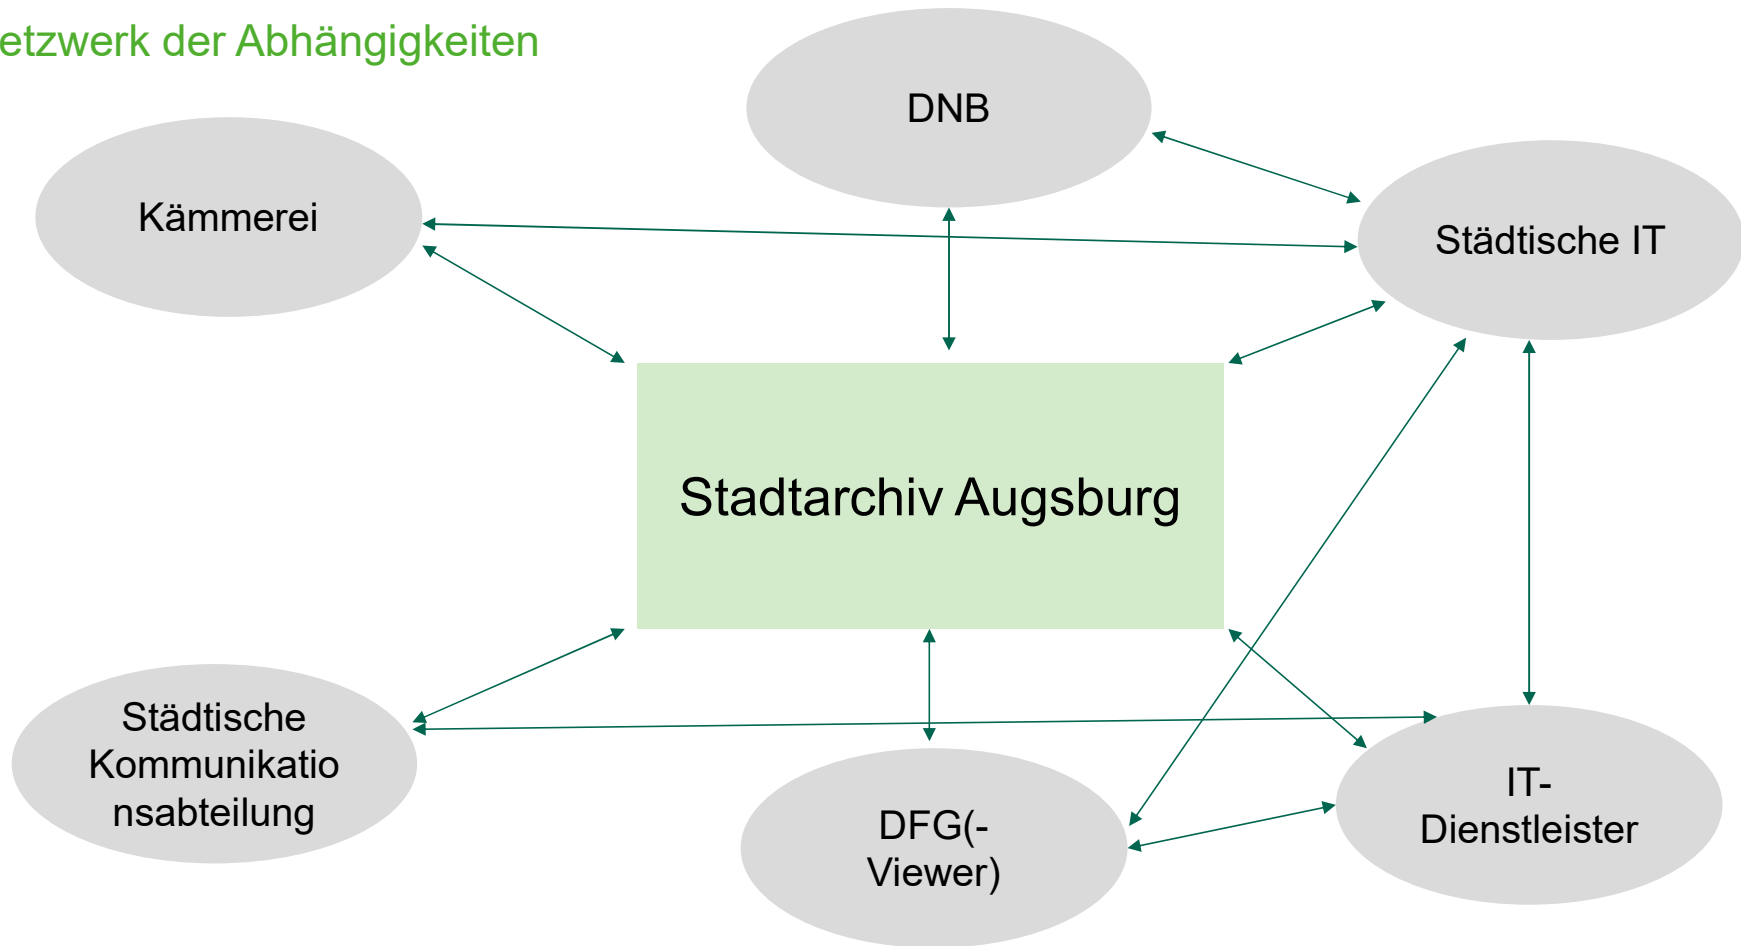 etzwerk der Abhängigkeiten
DNB
Kämmerei
Städtische IT
Stadtarchiv Augsburg
Städtische
Kommunikatio
nsabteilung
DFG(-
Viewer)
IT-
Dienstleister